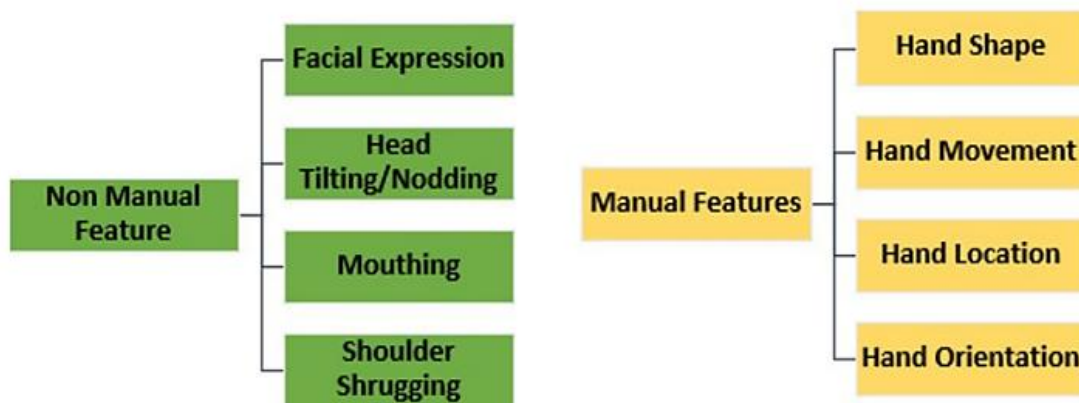 Non Manual
Feature
Facial Expression
Head
Tilting/Nodding
Mouthing
Shoulder
Shrugging
Manual Features
Hand Shape
Hand Movement
Hand Location
Hand Orientation